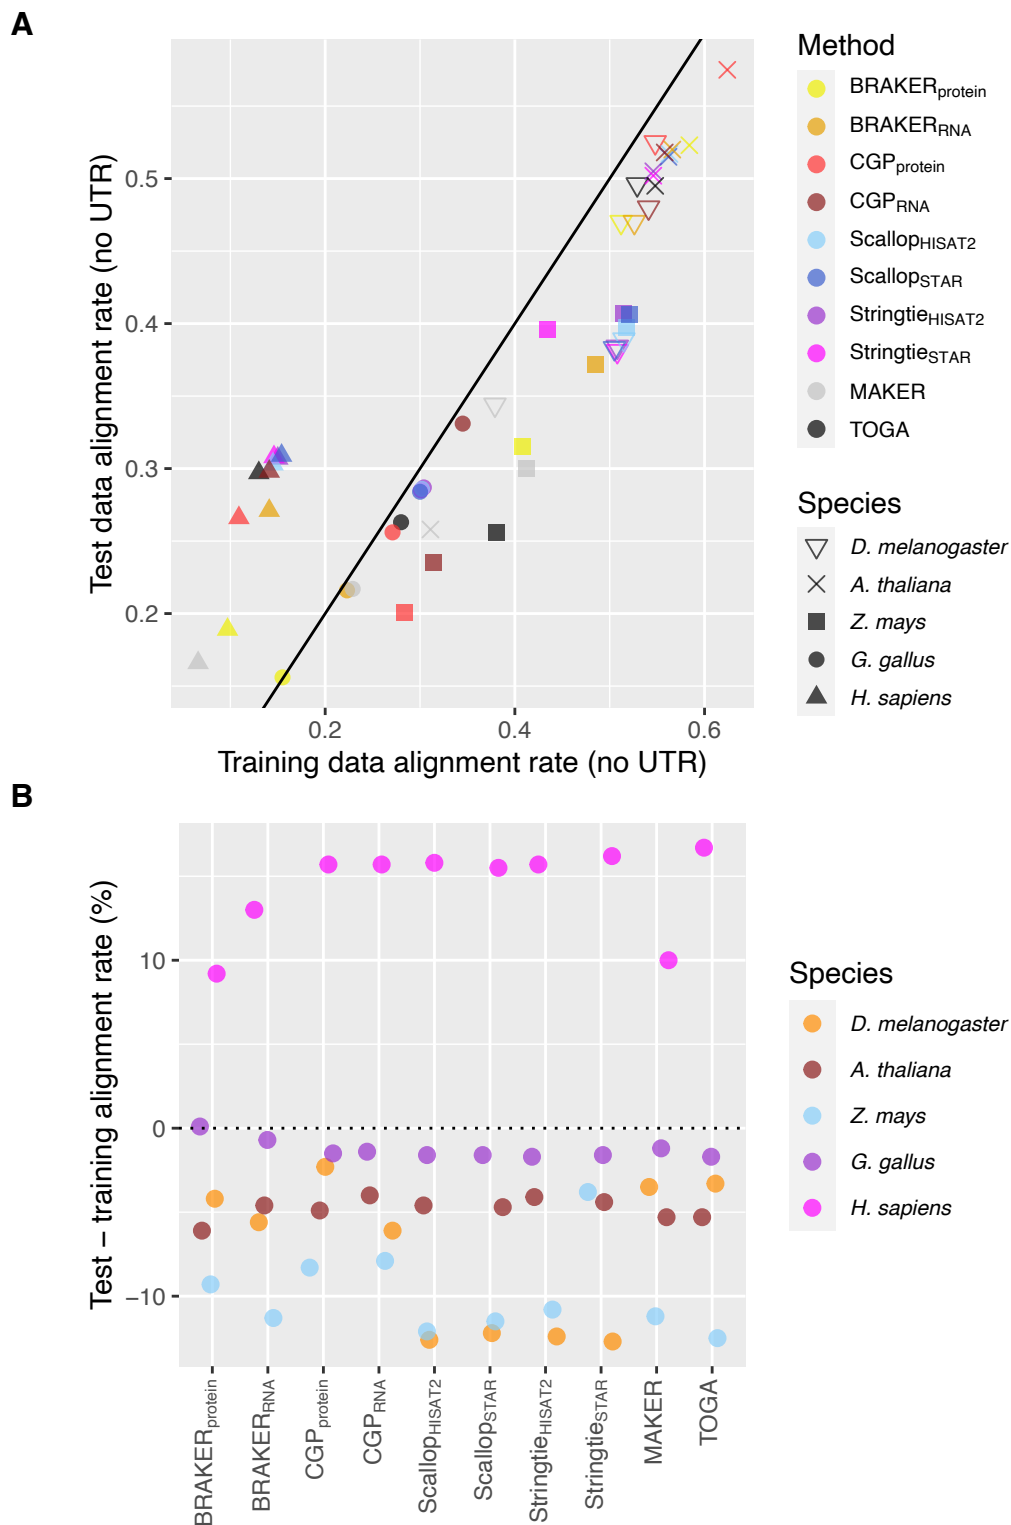 A
Test data alignment rate (no UTR)
0.5
0.4
0.3
0.2
0.2 0.4 0.6
Training data alignment rate (no UTR)
Method
BRAKERprotein
BRAKERRNA
CGPprotein
CGPRNA
ScallopHISAT2
ScallopSTAR
StringtieHISAT2
StringtieSTAR
MAKER
TOGA
Species
D. melanogaster
A. thaliana
Z. mays
G. gallus
H. sapiens
B
Test − training alignment rate (%)
10
0
−10
BRAKERprotein
BRAKERRNA
CGPprotein
CGPRNA
ScallopHISAT2
ScallopSTAR
StringtieHISAT2
StringtieSTAR
MAKER
TOGA
Species
D. melanogaster
A. thaliana
Z. mays
G. gallus
H. sapiens